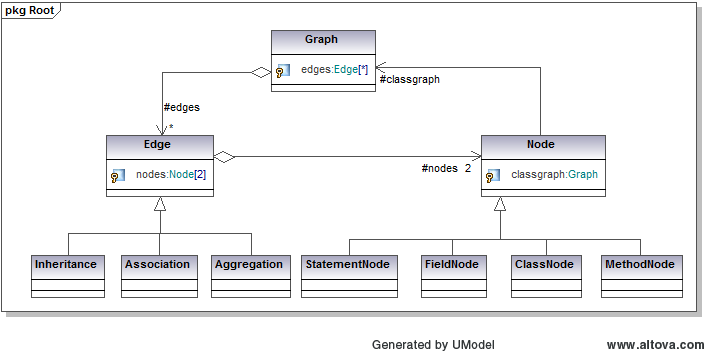 pkg Root
Graph
edges:Edge[*]
#classgraph
#edges
*
Edge
nodes:Node[2]
#nodes 2
Node
classgraph:Graph
Inheritance
Association
Aggregation
StatementNode
FieldNode
ClassNode
MethodNode
Generated by UModel
www.altova.com